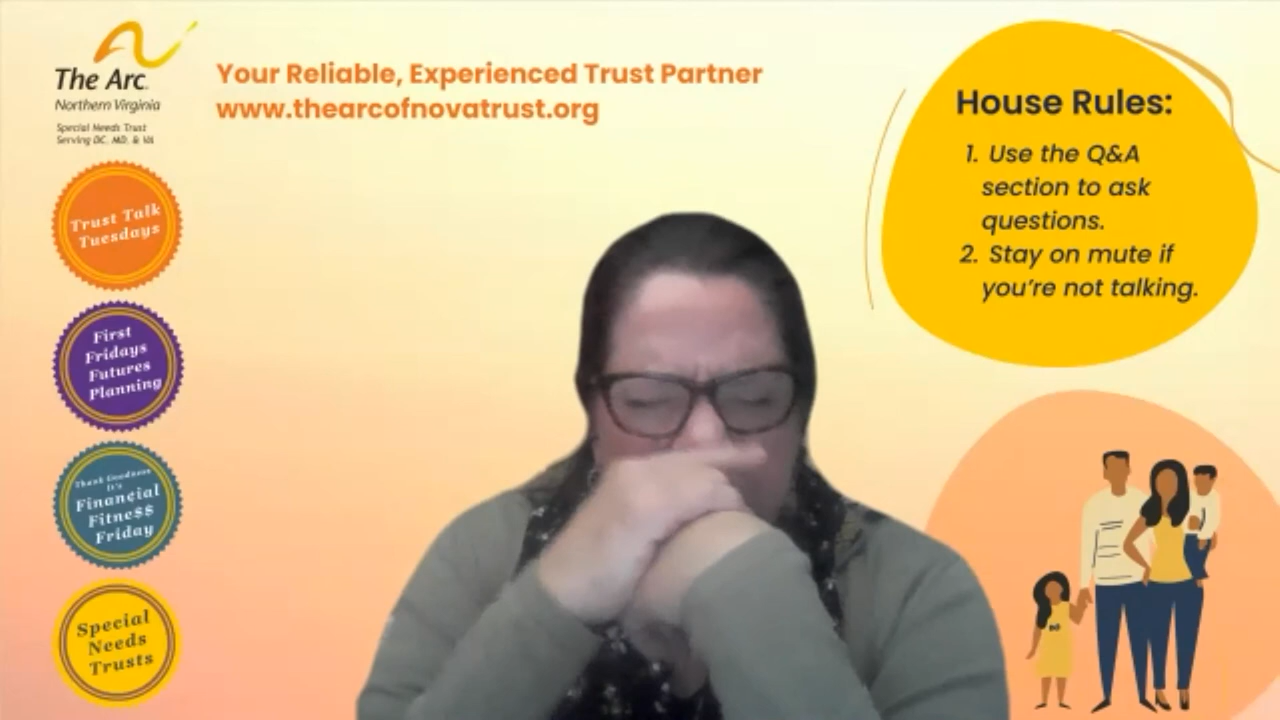 The Arc
Northern Virginia
Special Needs Trust
Serving DC, MD, & VA
Your Reliable, Experienced Trust Partner
www.thearcofnovatrust.org
Trust Talk
Tuesdays
First
Fridays
Futures
Planning
Thank Goodness
It's
Financial
Fitne$$
Friday
Special
Needs
Trusts
House Rules:
1. Use the Q&A
section to ask
questions.
2. Stay on mute if
you're not talking.